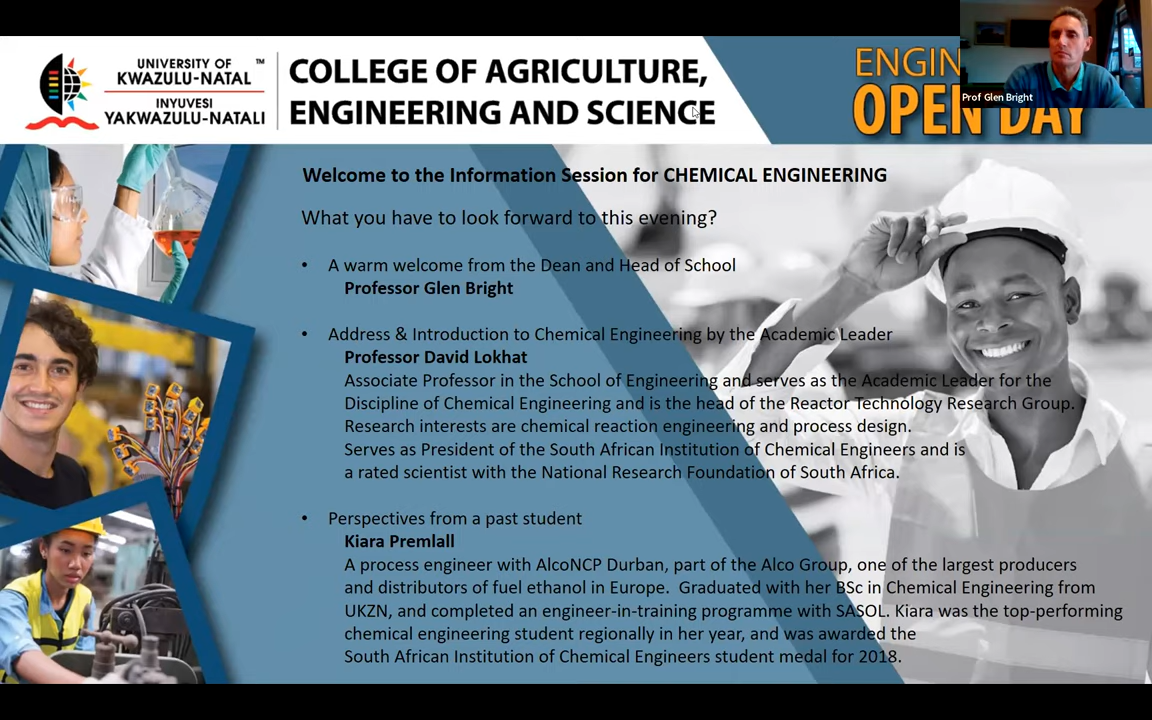 UNIVERSITY OF ™
KWAZULU-NATAL
INYUVESI
YAKWAZULU-NATALI
COLLEGE OF AGRICULTURE,
ENGINEERING AND SCIENCE
OPEN DAY
Prof Glen Bright
Welcome to the Information Session for CHEMICAL ENGINEERING
What you have to look forward to this evening?
• A warm welcome from the Dean and Head of School
Professor Glen Bright
• Address & Introduction to Chemical Engineering by the Academic Leader
Professor David Lokhat
Associate Professor in the School of Engineering and serves as the Academic Leader for the
Discipline of Chemical Engineering and is the head of the Reactor Technology Research Group.
Research interests are chemical reaction engineering and process design.
Serves as President of the South African Institution of Chemical Engineers and is
a rated scientist with the National Research Foundation of South Africa.
• Perspectives from a past student
Kiara Premlall
A process engineer with AlcoNCP Durban, part of the Alco Group, one of the largest producers
and distributors of fuel ethanol in Europe. Graduated with her BSc in Chemical Engineering from
UKZN, and completed an engineer-in-training programme with SASOL. Kiara was the top-performing
chemical engineering student regionally in her year, and was awarded the
South African Institution of Chemical Engineers student medal for 2018.